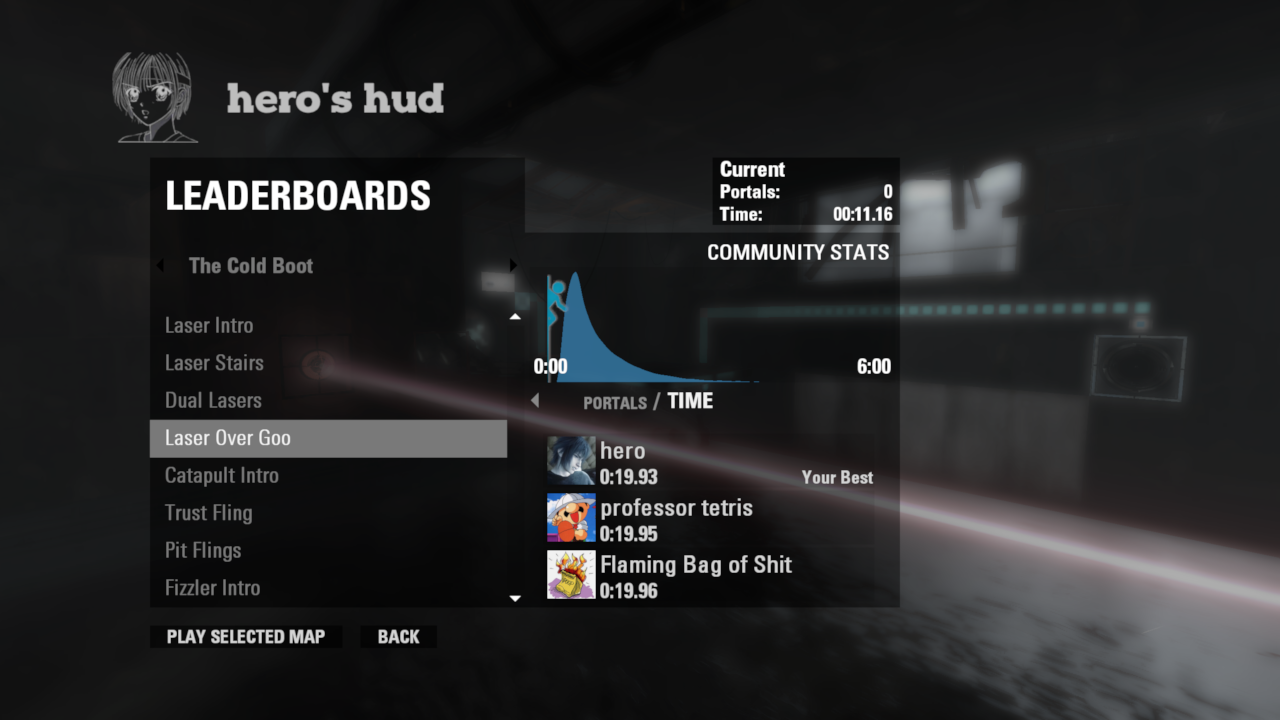 hero's hud
LEADERBOARDS
Current
Portals: 0
Time: 00:11.16
The Cold Boot
COMMUNITY STATS
0:00 6:00
PORTALS / TIME
Laser Intro
Laser Stairs
Dual Lasers
Laser Over Goo
Catapult Intro
Trust Fling
Pit Flings
Fizzler Intro
hero
0:19.93 Your Best
professor tetris
0:19.95
Flaming Bag of Shit
0:19.96
PLAY SELECTED MAP BACK